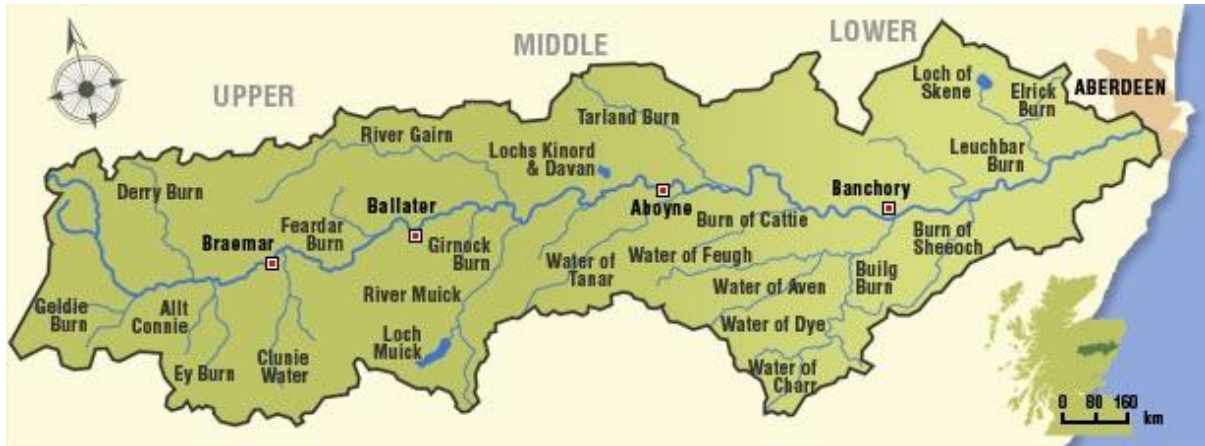 UPPER
MIDDLE
LOWER
ABERDEEN
Loch of
Skene
Elrick
Burn
Leuchbar
Burn
Tarland Burn
River Gairn
Lochs Kinord
& Davan
Derry Burn
Feardar
Burn
Ballater
Braemar
Girnock
Burn
Aboyne
Banchory
Burn of Cattie
Burn of
Sheeoch
Water of Feugh
Water of
Tanar
Builg
Burn
Water of Aven
Water of Dye
Water of
Charr
River Muick
Loch
Muick
Geldie
Burn
Allt
Connie
Ey Burn
Clunie
Water
0 80 160
km